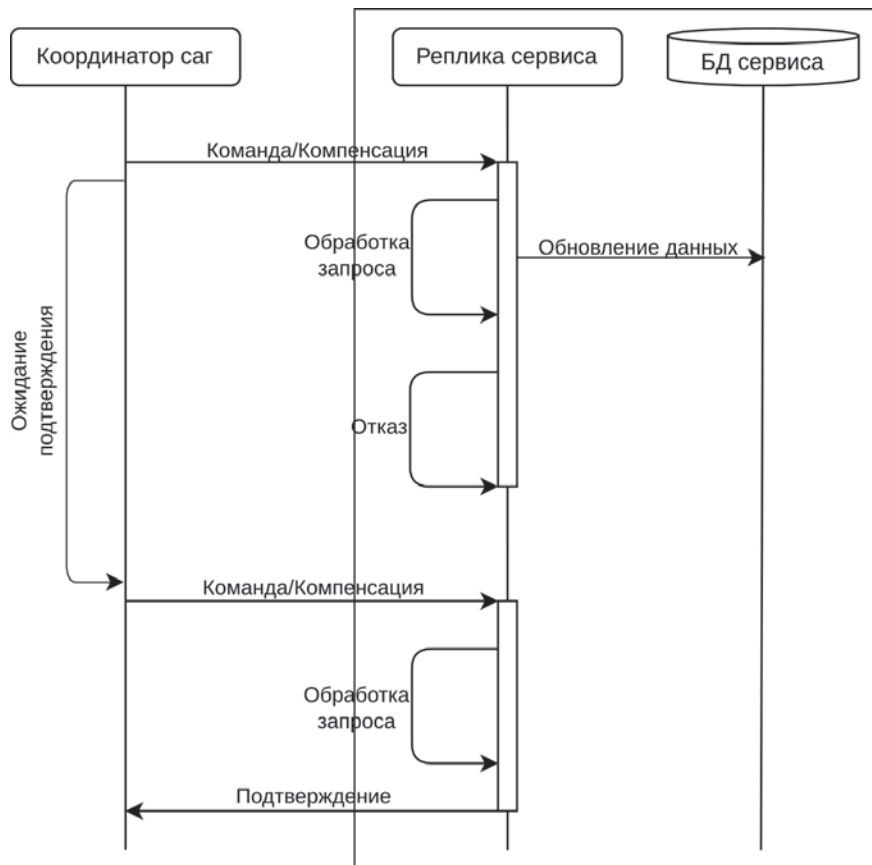 Координатор саг
Реплика сервиса
БД сервиса
Команда/Компенсация
Обработка
запроса
Обновление данных
Ожидание
подтверждения
Отказ
Команда/Компенсация
Обработка
запроса
Подтверждение